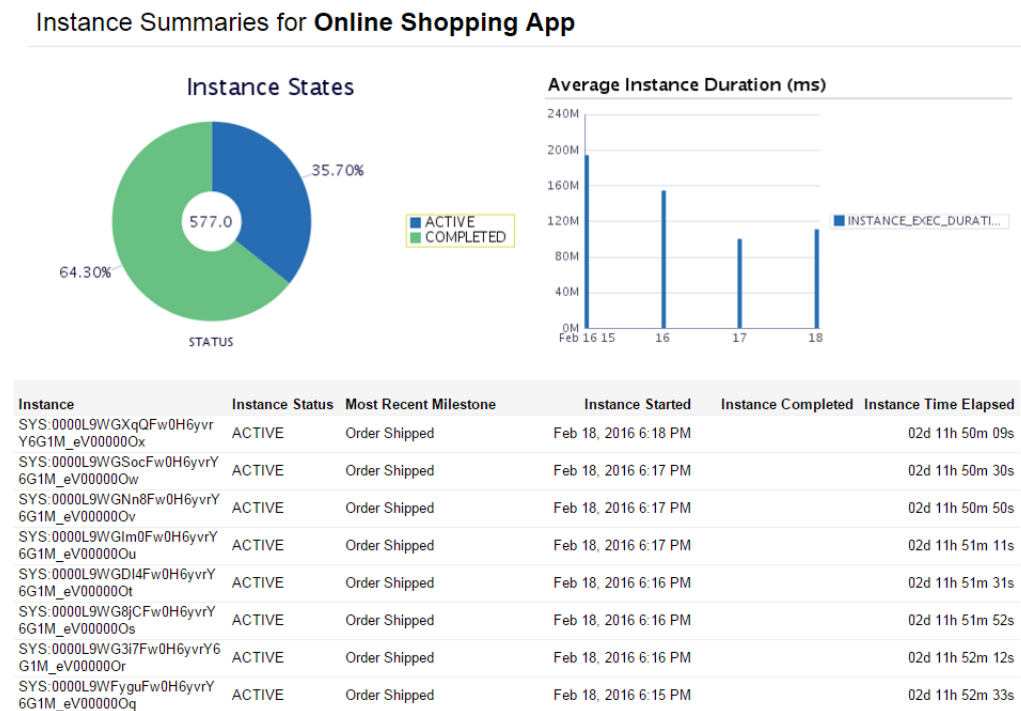 Instance Summaries for Online Shopping App
Instance States
35.70%
577.0
64.30%
STATUS
ACTIVE
COMPLETED
Average Instance Duration (ms)
240M
200M
160M
120M
80M
40M
0M
Feb 16 15 16 17 18
INSTANCE_EXEC_DURATI...
Instance Instance Status Most Recent Milestone Instance Started Instance Completed Instance Time Elapsed
SYS:0000L9WGXqQFw0H6yvr
Y6G1M_eV00000Ox
ACTIVE Order Shipped Feb 18, 2016 6:18 PM 02d 11h 50m 09s
SYS:0000L9WGSocFw0H6yvrY
6G1M_eV00000Ow
ACTIVE Order Shipped Feb 18, 2016 6:17 PM 02d 11h 50m 30s
SYS:0000L9WGNn8Fw0H6yvrY
6G1M_eV00000Ov
ACTIVE Order Shipped Feb 18, 2016 6:17 PM 02d 11h 50m 50s
SYS:0000L9WGIm0Fw0H6yvrY
6G1M_eV00000Ou
ACTIVE Order Shipped Feb 18, 2016 6:17 PM 02d 11h 51m 11s
SYS:0000L9WGDl4Fw0H6yvrY
6G1M_eV00000Ot
ACTIVE Order Shipped Feb 18, 2016 6:16 PM 02d 11h 51m 31s
SYS:0000L9WG8jCFw0H6yvrY
6G1M_eV00000Os
ACTIVE Order Shipped Feb 18, 2016 6:16 PM 02d 11h 51m 52s
SYS:0000L9WG3i7Fw0H6yvrY6
G1M_eV00000Or
ACTIVE Order Shipped Feb 18, 2016 6:16 PM 02d 11h 52m 12s
SYS:0000L9WFyguFw0H6yvrY
6G1M_eV00000Oq
ACTIVE Order Shipped Feb 18, 2016 6:15 PM 02d 11h 52m 33s